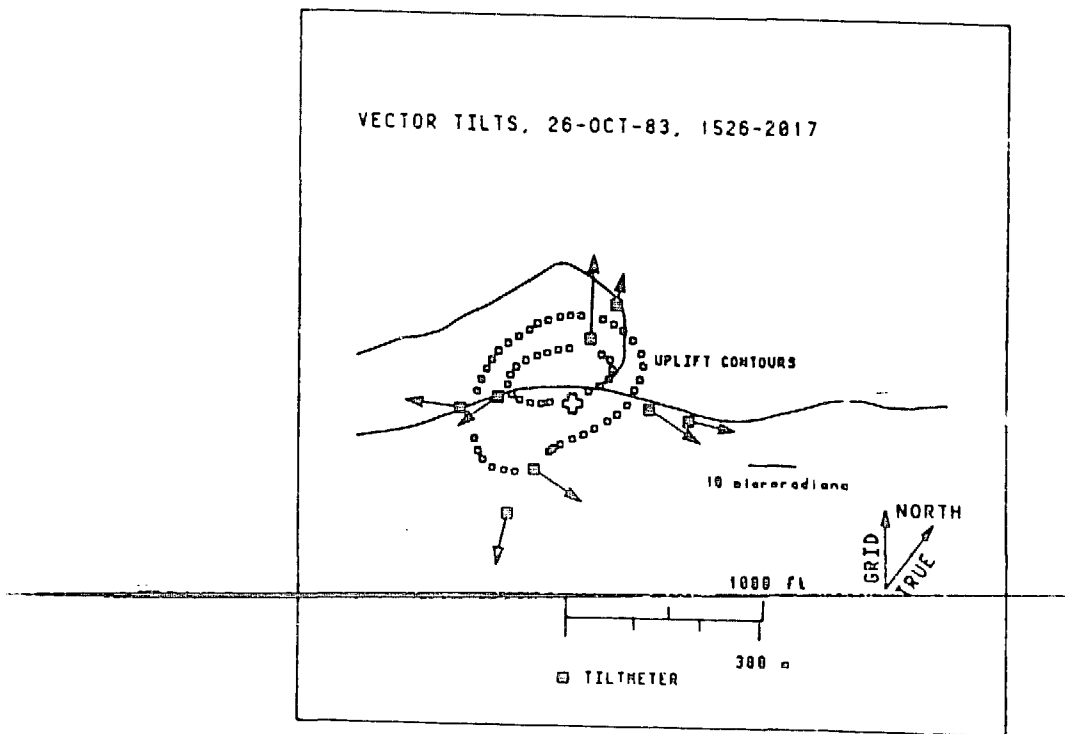 VECTOR TILTS, 26-OCT-83, 1526-2017
UPLIFT CONTOURS
10 microradians
NORTH
GRID
TRUE
1000 ft
300 m
TILTMETER